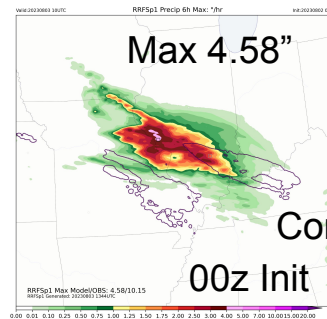 Valid:20230803 10UTC RRFSp1 Precip 6h Max: "/hr Init:20230802 0
Max 4.58”
Con
00z Init
RRFSp1 Max Model/OBS: 4.58/10.15
RRFSp1 Generated: 20230803 1344UTC
0.00 0.10 0.25 0.50 0.75 1.00 1.25 1.50 1.75 2.00 2.50 3.00 4.00 5.00 7.00 10.00 15.00 20.00